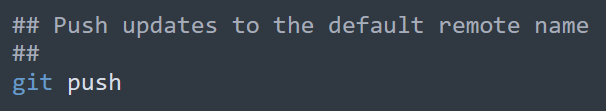 ## Push updates to the default remote name
##
git push